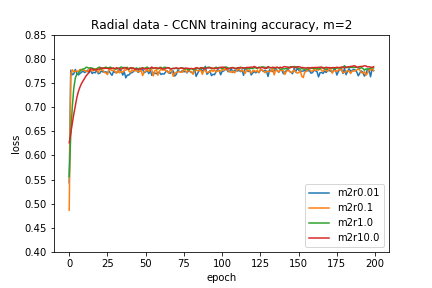 Radial data - CCNN training accuracy, m=2
0.85
0.80
0.75
0.70
0.65
0.60
0.55
0.50
0.45
0.40
loss
0 25 50 75 100 125 150 175 200
epoch
m2r0.01
m2r0.1
m2r1.0
m2r10.0